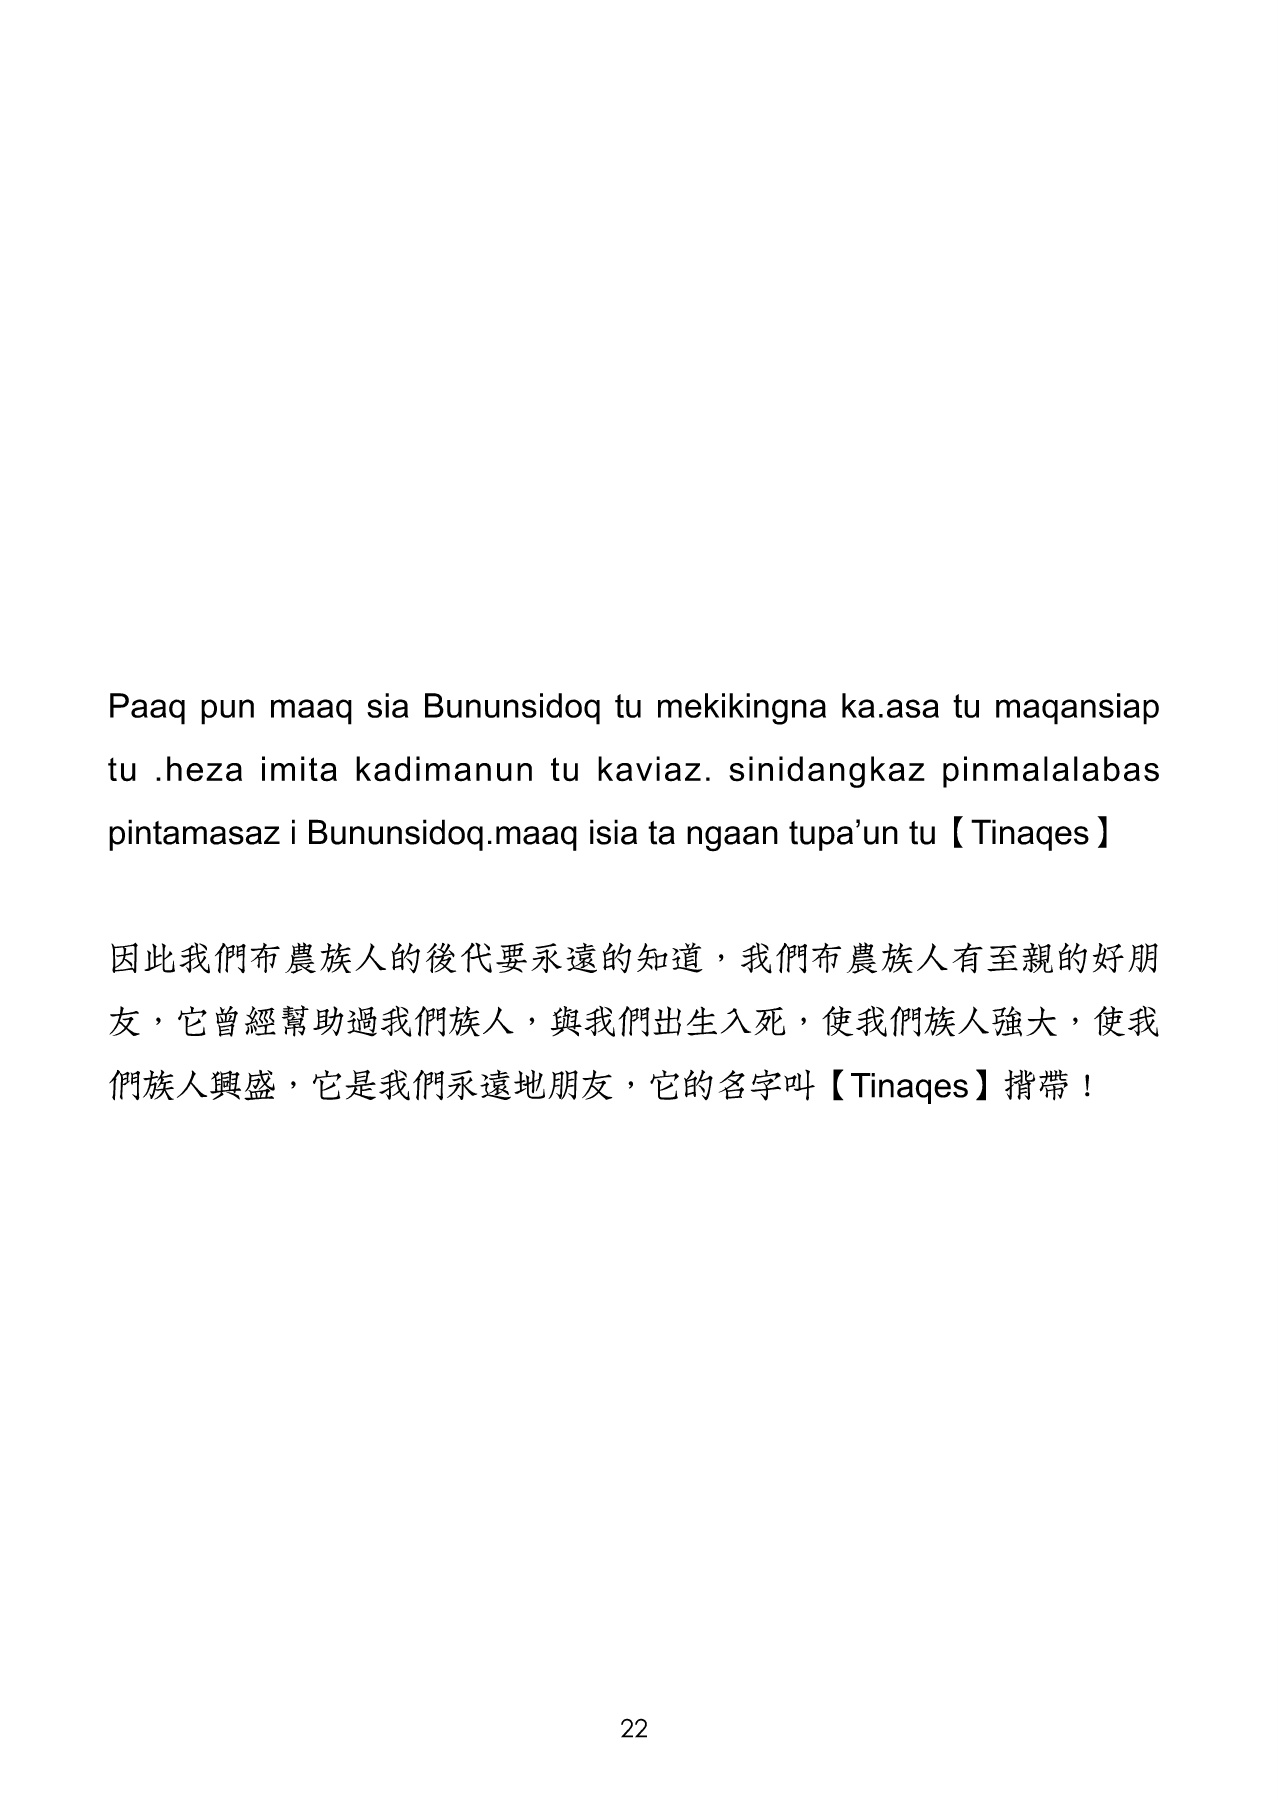 Paaq pun maaq sia Bununsidoq tu mekikingna ka.asa tu maqansiap
tu .heza imita kadimanun tu kaviaz. sinidangkaz pinmalalabas
pintamasaz i Bununsidoq.maaq isia ta ngaan tupa’un tu【Tinaqes】
因此我們布農族人的後代要永遠的知道，我們布農族人有至親的好朋
友，它曾經幫助過我們族人，與我們出生入死，使我們族人強大，使我
們族人興盛，它是我們永遠地朋友，它的名字叫【Tinaqes】揹帶！
22